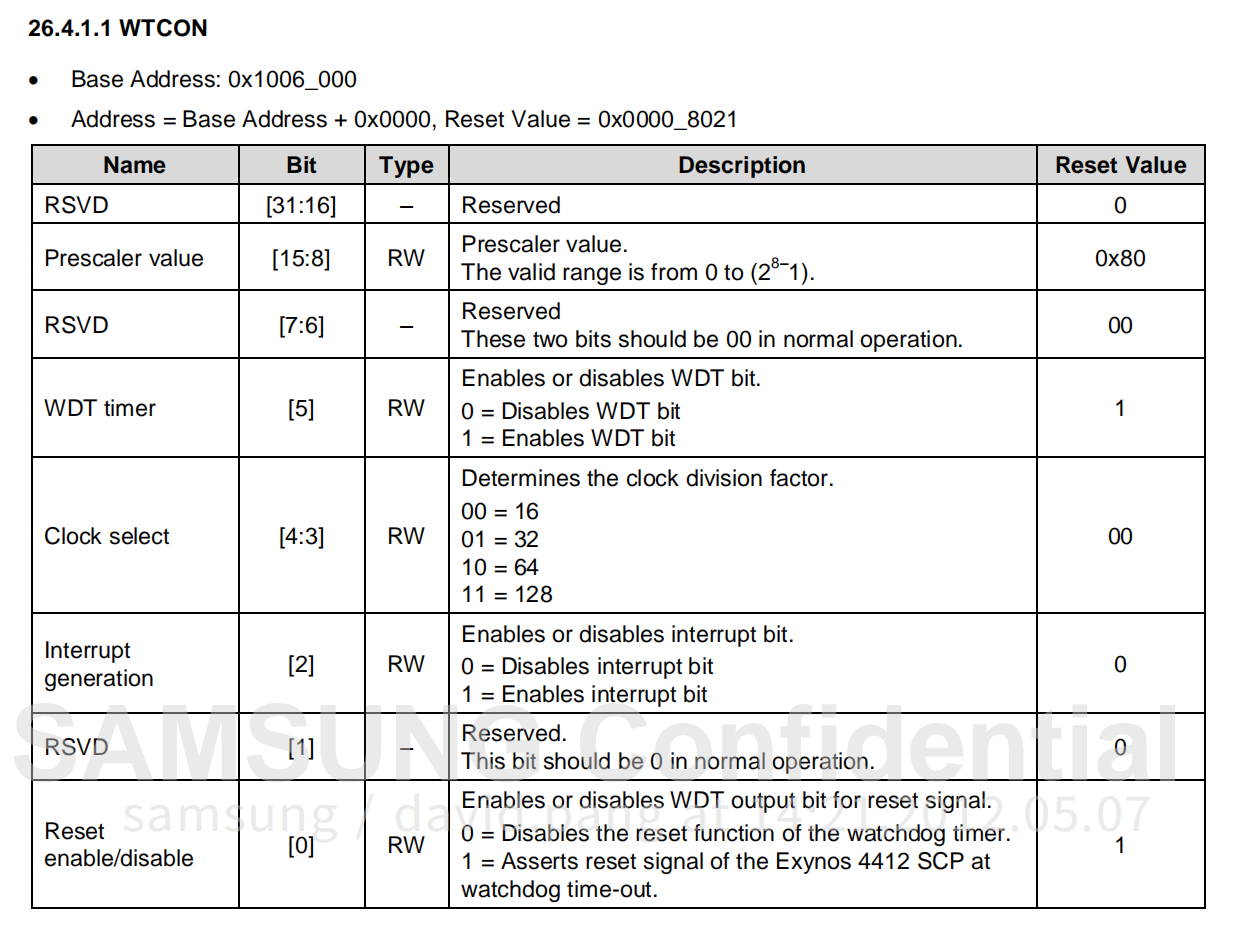 26.4.1.1 WTCON
• Base Address: 0x1006_000
• Address = Base Address + 0x0000, Reset Value = 0x0000_8021
Name Bit Type Description Reset Value
RSVD [31:16] – Reserved 0
Prescaler value [15:8] RW Prescaler value.
The valid range is from 0 to (2^8–1). 0x80
RSVD [7:6] – Reserved
These two bits should be 00 in normal operation. 00
WDT timer [5] RW Enables or disables WDT bit.
0 = Disables WDT bit
1 = Enables WDT bit 1
Clock select [4:3] RW Determines the clock division factor.
00 = 16
01 = 32
10 = 64
11 = 128 00
Interrupt
generation [2] RW Enables or disables interrupt bit.
0 = Disables interrupt bit
1 = Enables interrupt bit 0
SAMSUNG Confidential
RSVD [1] – Reserved.
This bit should be 0 in normal operation. 0
samsung / david.pang at 14:21,2012.05.07
Reset
enable/disable [0] RW Enables or disables WDT output bit for reset signal.
0 = Disables the reset function of the watchdog timer.
1 = Asserts reset signal of the Exynos 4412 SCP at
watchdog time-out. 1